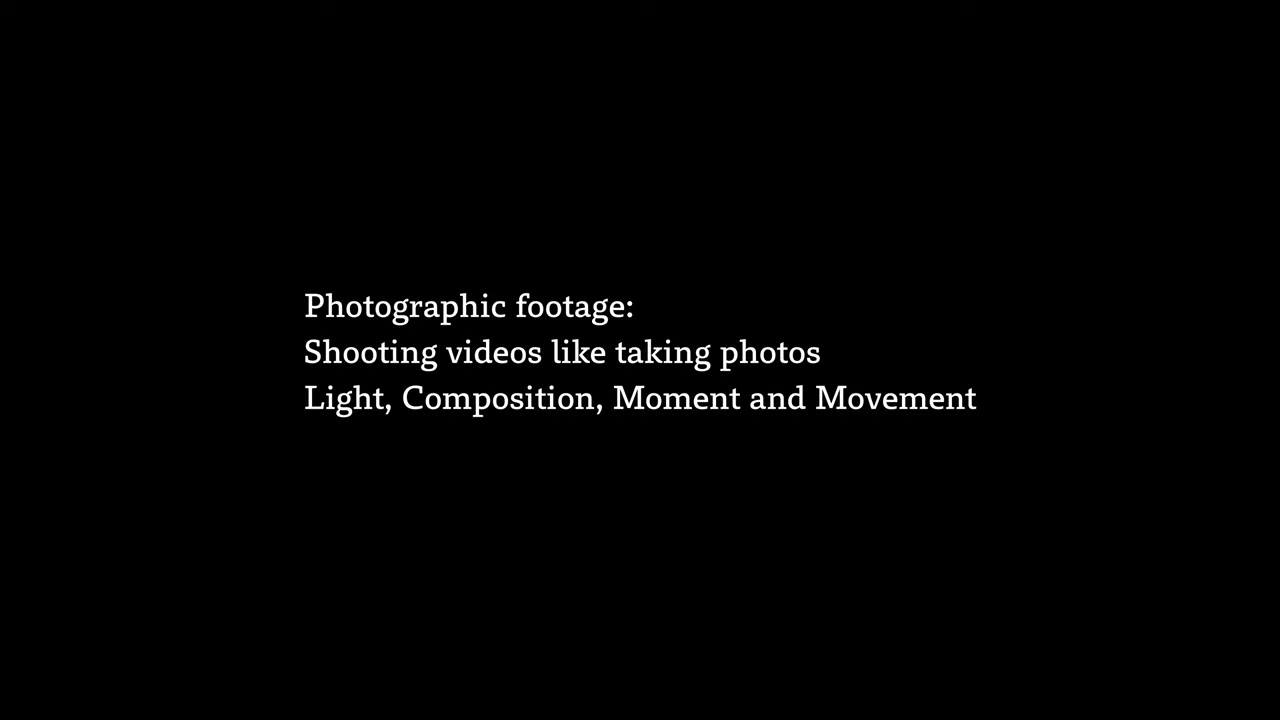 Photographic footage:
Shooting videos like taking photos
Light, Composition, Moment and Movement